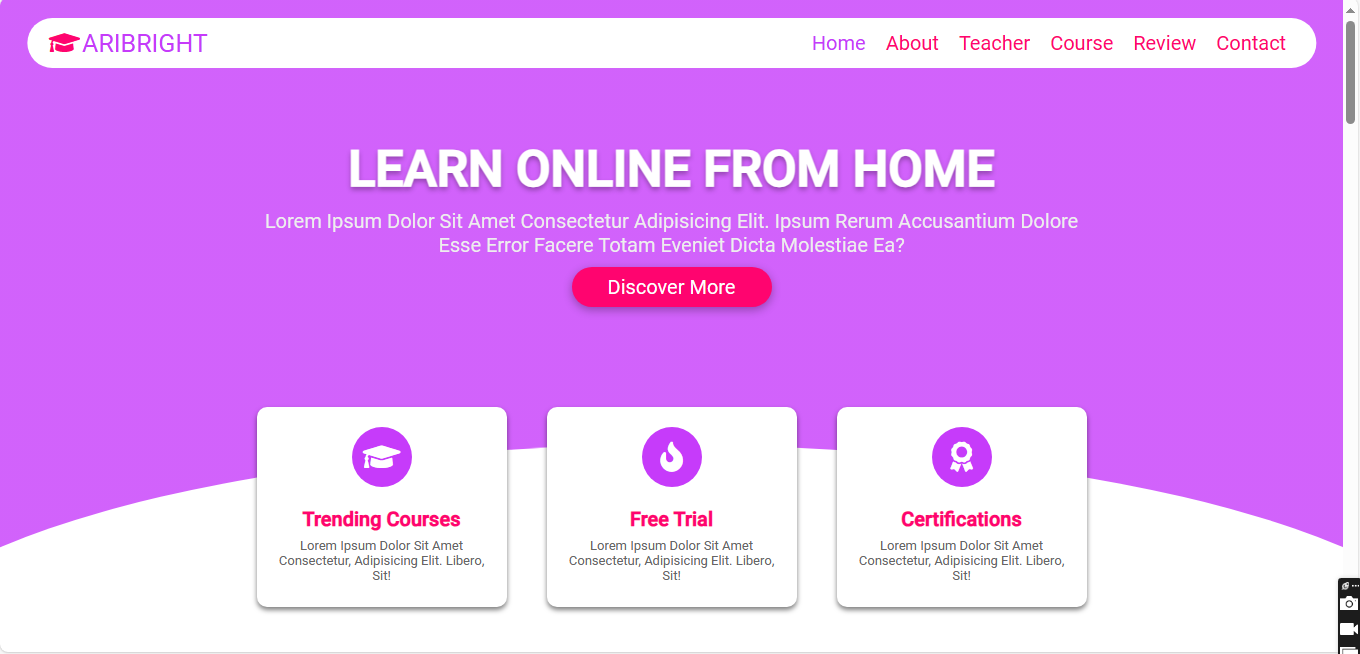 ARIBRIGHT
Home About Teacher Course Review Contact
LEARN ONLINE FROM HOME
Lorem Ipsum Dolor Sit Amet Consectetur Adipisicing Elit. Ipsum Rerum Accusantium Dolore
Esse Error Facere Totam Eveniet Dicta Molestiae Ea?
Discover More
Trending Courses
Lorem Ipsum Dolor Sit Amet
Consectetur, Adipisicing Elit. Libero,
Sit!
Free Trial
Lorem Ipsum Dolor Sit Amet
Consectetur, Adipisicing Elit. Libero,
Sit!
Certifications
Lorem Ipsum Dolor Sit Amet
Consectetur, Adipisicing Elit. Libero,
Sit!